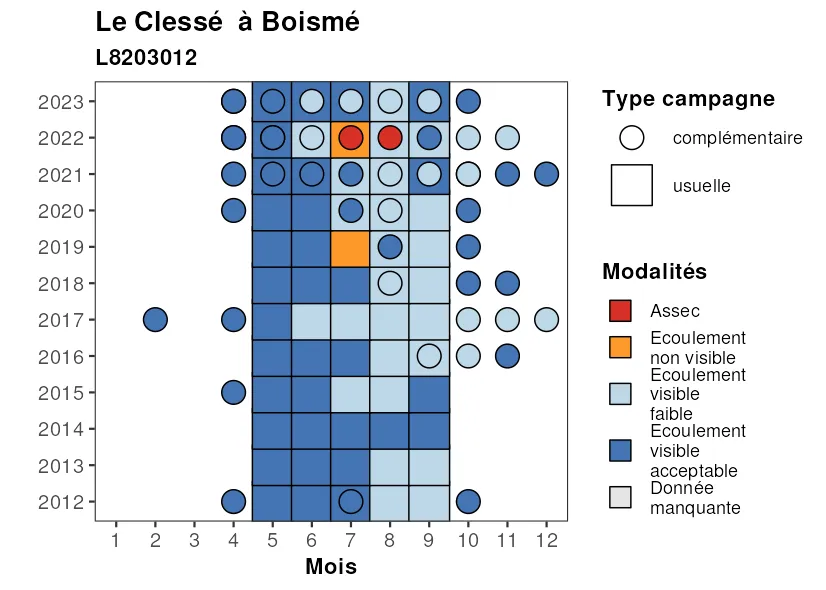 Le Clessé  à Boismé
L8203012
2023
2022
2021
2020
2019
2018
2017
2016
2015
2014
2013
2012
1 2 3 4 5 6 7 8 9 10 11 12
Mois
Type campagne
complémentaire
usuelle
Modalités
Assec
Ecoulement
non visible
Ecoulement
visible
faible
Ecoulement
visible
acceptable
Donnée
manquante